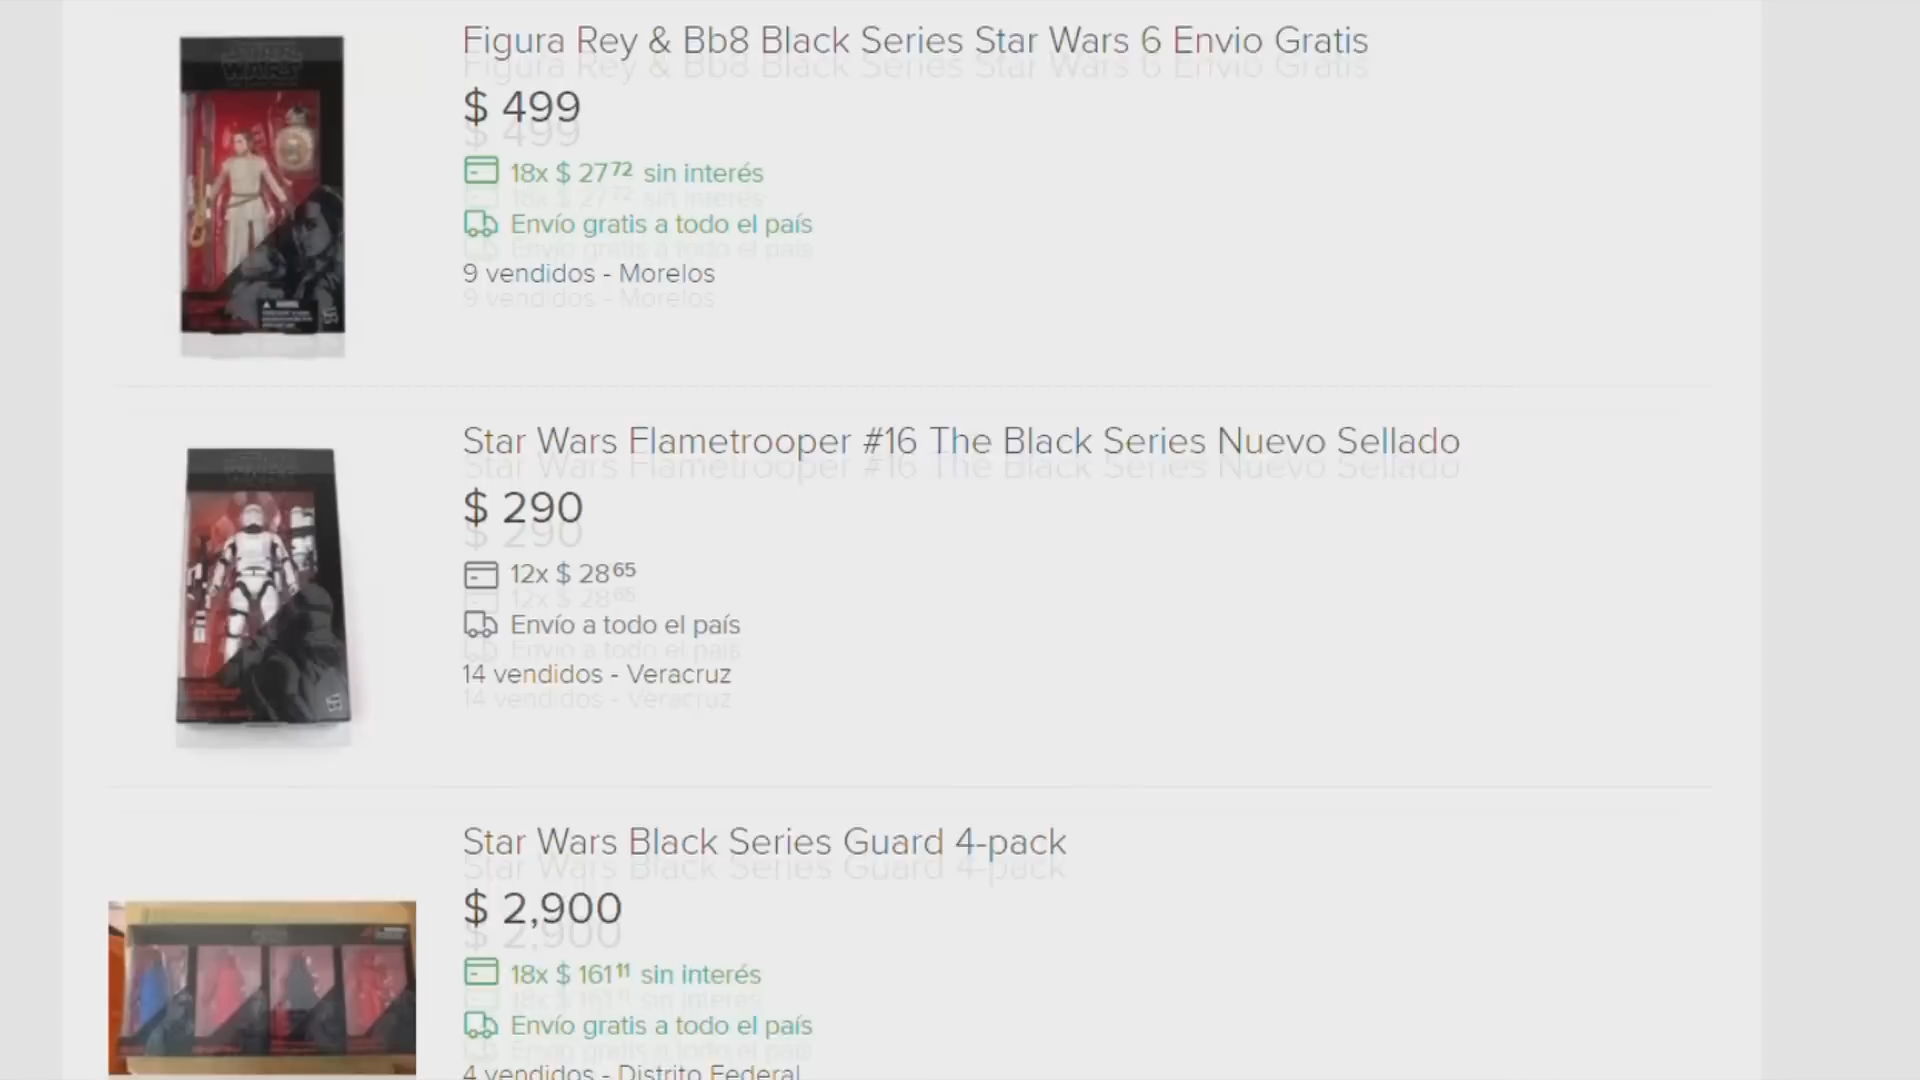 Figura Rey & Bb8 Black Series Star Wars 6 Envio Gratis
$ 499
18x $ 27⁷² sin interés
Envío gratis a todo el país
9 vendidos - Morelos
Star Wars Flametrooper #16 The Black Series Nuevo Sellado
$ 290
12x $ 28⁶⁵
Envío a todo el país
14 vendidos - Veracruz
Star Wars Black Series Guard 4-pack
$ 2,900
18x $ 161¹¹ sin interés
Envío gratis a todo el país
4 vendidos - Distrito Federal